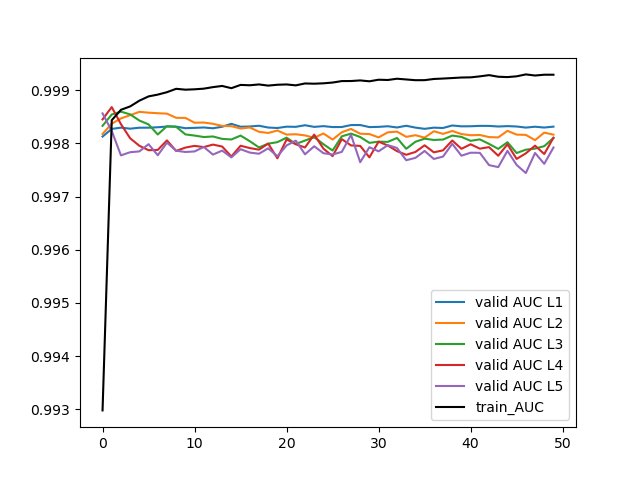 0.999
0.998
0.997
0.996
0.995
0.994
0.993
0 10 20 30 40 50
valid AUC L1
valid AUC L2
valid AUC L3
valid AUC L4
valid AUC L5
train_AUC